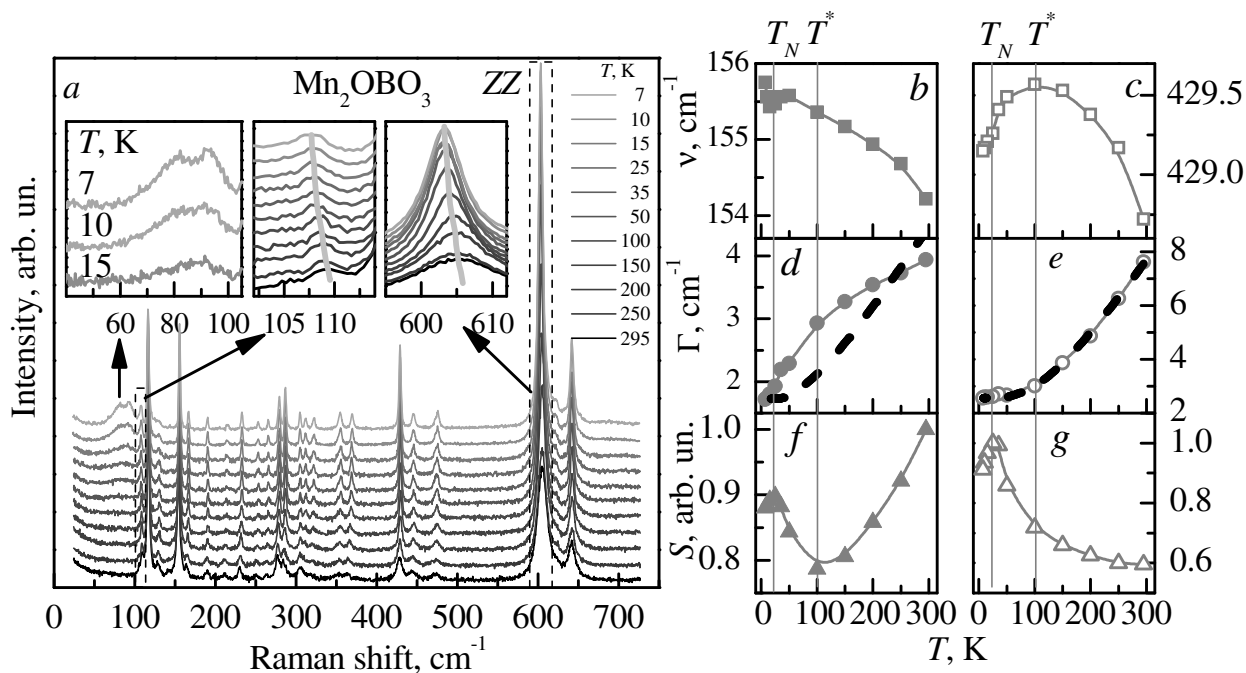 a
Mn2OBO3
ZZ
T, K
7
10
15
25
35
50
100
150
200
250
295
T, K
7
10
15
60 80 100
105 110
600 610
Intensity, arb. un.
0 100 200 300 400 500 600 700
Raman shift, cm-1
TN T*
b
156
155
154
ν, cm-1
TN T*
c
429.5
429.0
d
4
3
2
Γ, cm-1
e
8
6
4
2
f
1.0
0.9
0.8
S, arb. un.
g
1.0
0.8
0.6
0 100 200 300
0 100 200 300
T, K